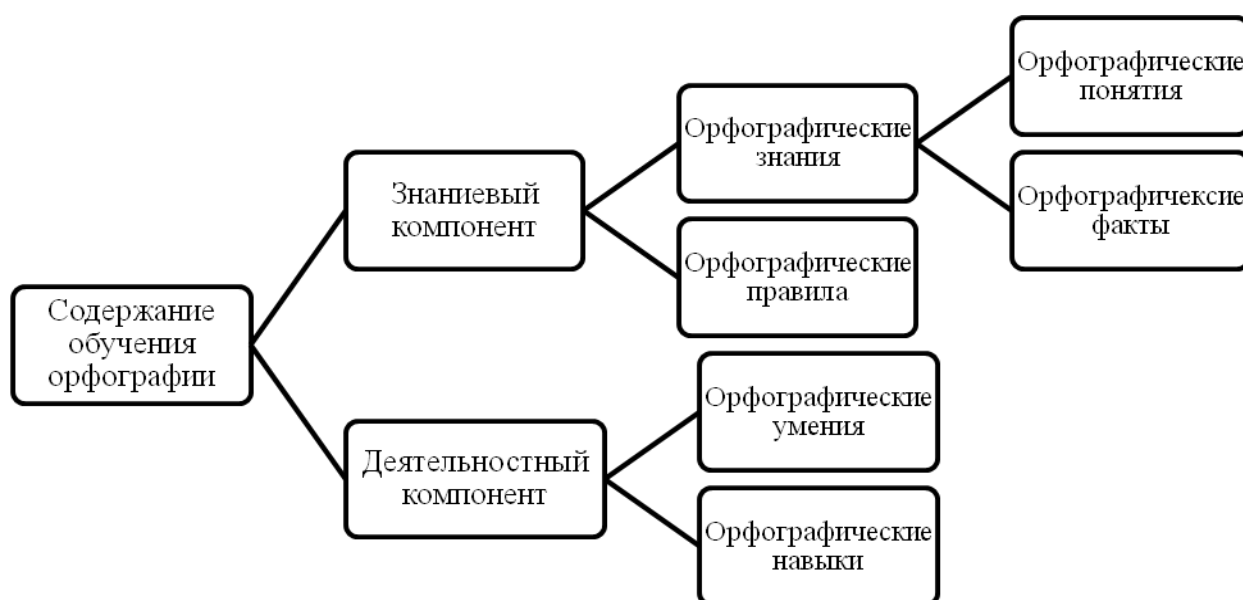 Содержание
обучения
орфографии
Знаниевый
компонент
Орфографические
знания
Орфографические
понятия
Орфографичексие
факты
Орфографические
правила
Деятельностный
компонент
Орфографические
умения
Орфографические
навыки